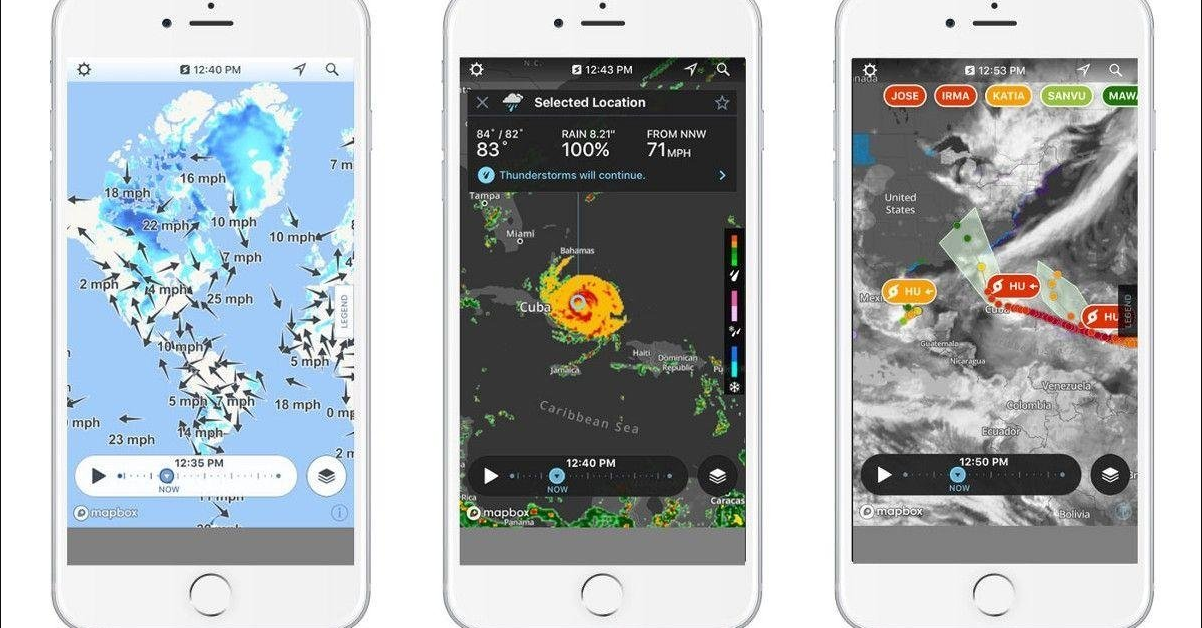 12:40 PM
16 mph
18 mph
22 mph
10 mph
10 mph
7 mph
2 mph
4 mph
25 mph
LEGEND
10 mph
5 mph
5 mph
7 mph
18 mph
mph
23 mph
14 mph
12:35 PM
NOW
mapbox
12:43 PM
N.C.
Selected Location
84° / 82°
83°
RAIN 8.21"
100%
FROM NNW
71 MPH
Thunderstorms will continue.
Tampa
Miami
Bahamas
Cuba
Haiti
Dominican
Republic
Jamaica
Caribbean Sea
12:40 PM
NOW
Rica
mapbox
Panama
Caracas
12:53 PM
JOSE
IRMA
KATIA
SANVU
MAW
United
States
HU
HU
HU
LEGEND
Guatemala
Nicaragua
Venezuela
Colombia
Ecuador
12:50 PM
NOW
mapbox
Bolivia